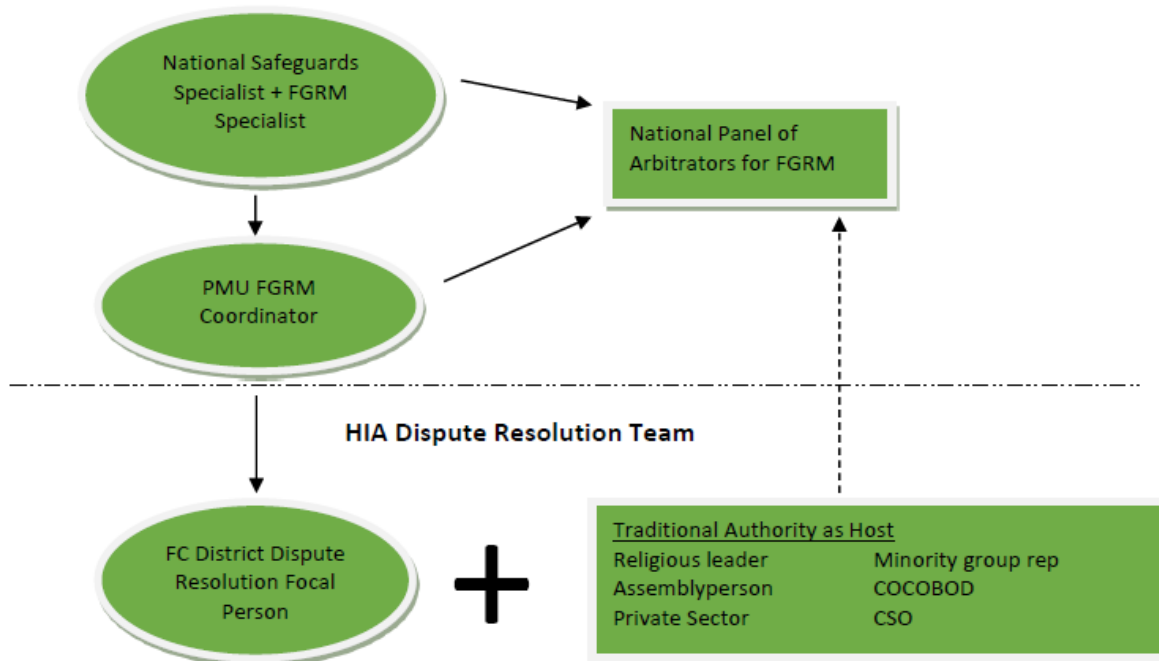 National Safeguards
Specialist + FGRM
Specialist
National Panel of
Arbitrators for FGRM
PMU FGRM
Coordinator
HIA Dispute Resolution Team
FC District Dispute
Resolution Focal
Person
+
Traditional Authority as Host
Religious leader Minority group rep
Assemblyperson COCOBOD
Private Sector CSO